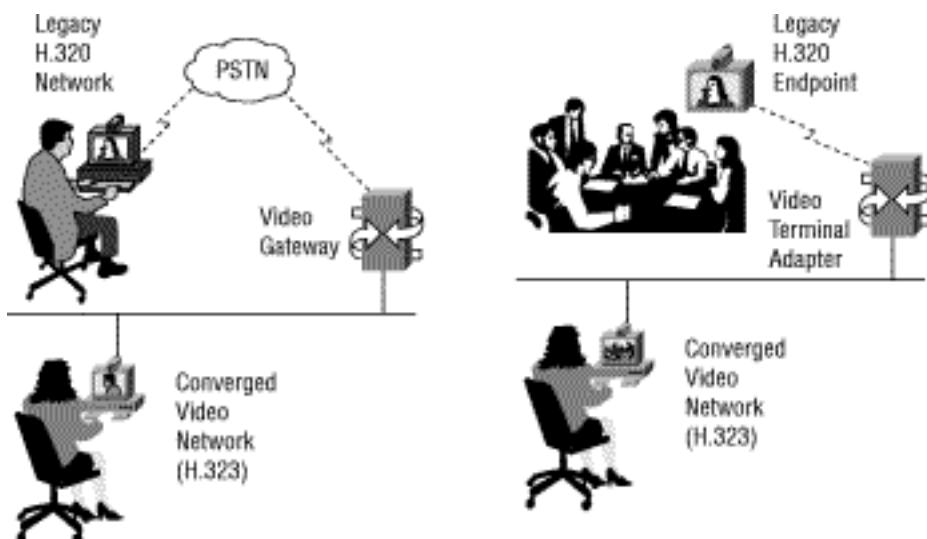 Legacy
H.320
Network
PSTN
Video
Gateway
Converged
Video
Network
(H.323)
Legacy
H.320
Endpoint
Video
Terminal
Adapter
Converged
Video
Network
(H.323)